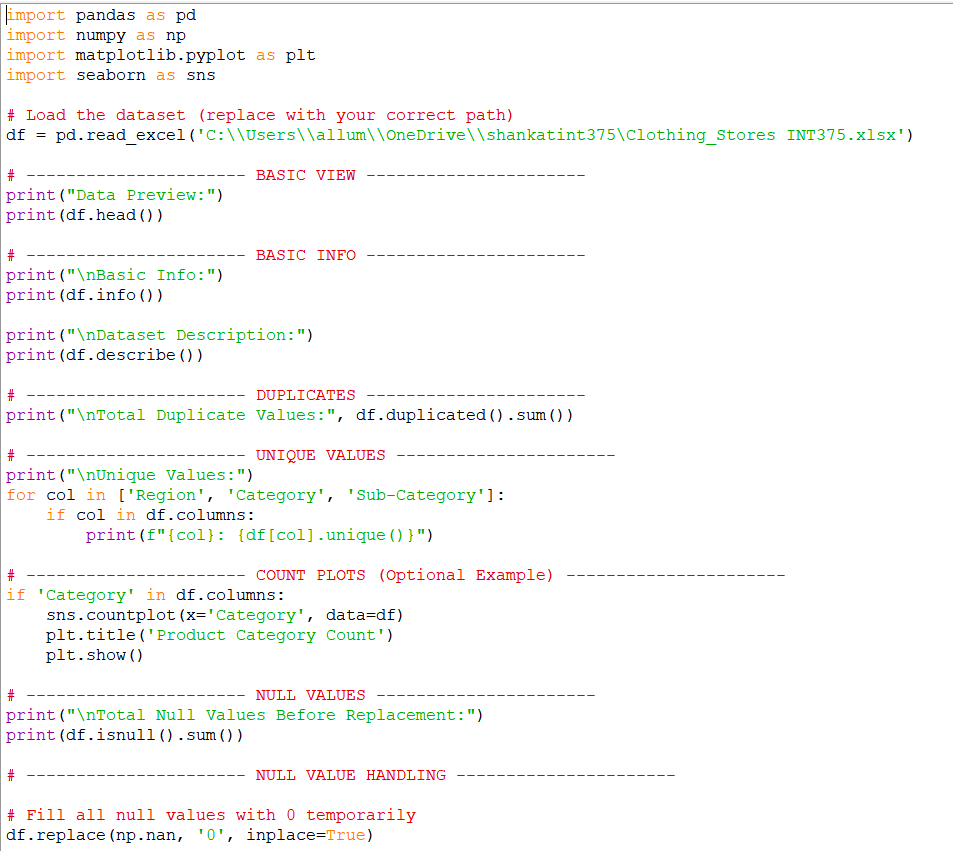 import pandas as pd
import numpy as np
import matplotlib.pyplot as plt
import seaborn as sns

# Load the dataset (replace with your correct path)
df = pd.read_excel('C:\\Users\\allum\\OneDrive\\shankatint375\Clothing_Stores INT375.xlsx')

# ---------------------- BASIC VIEW ----------------------
print("Data Preview:")
print(df.head())

# ---------------------- BASIC INFO ----------------------
print("\nBasic Info:")
print(df.info())

print("\nDataset Description:")
print(df.describe())

# ---------------------- DUPLICATES ----------------------
print("\nTotal Duplicate Values:", df.duplicated().sum())

# ---------------------- UNIQUE VALUES ----------------------
print("\nUnique Values:")
for col in ['Region', 'Category', 'Sub-Category']:
    if col in df.columns:
        print(f"{col}: {df[col].unique()}")

# ---------------------- COUNT PLOTS (Optional Example) ----------------------
if 'Category' in df.columns:
    sns.countplot(x='Category', data=df)
    plt.title('Product Category Count')
    plt.show()

# ---------------------- NULL VALUES ----------------------
print("\nTotal Null Values Before Replacement:")
print(df.isnull().sum())

# ---------------------- NULL VALUE HANDLING ----------------------

# Fill all null values with 0 temporarily
df.replace(np.nan, '0', inplace=True)